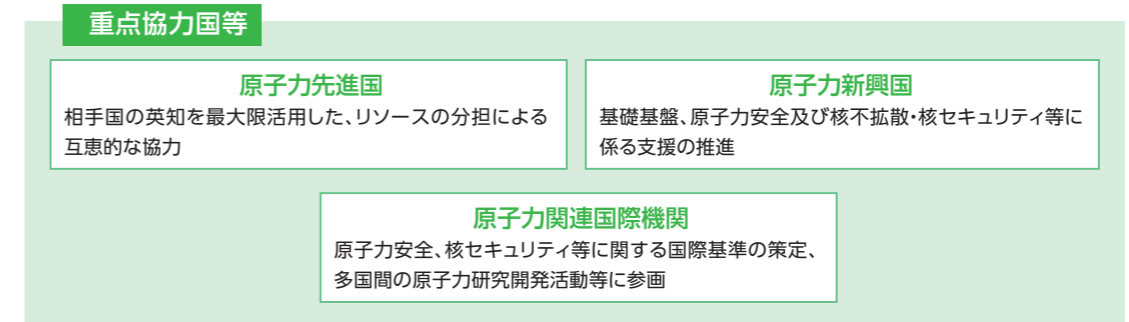 重点協力国等
原子力先進国
相手国の英知を最大限活用した、リソースの分担による
互恵的な協力
原子力新興国
基礎基盤、原子力安全及び核不拡散・核セキュリティ等に
係る支援の推進
原子力関連国際機関
原子力安全、核セキュリティ等に関する国際基準の策定、
多国間の原子力研究開発活動等に参画